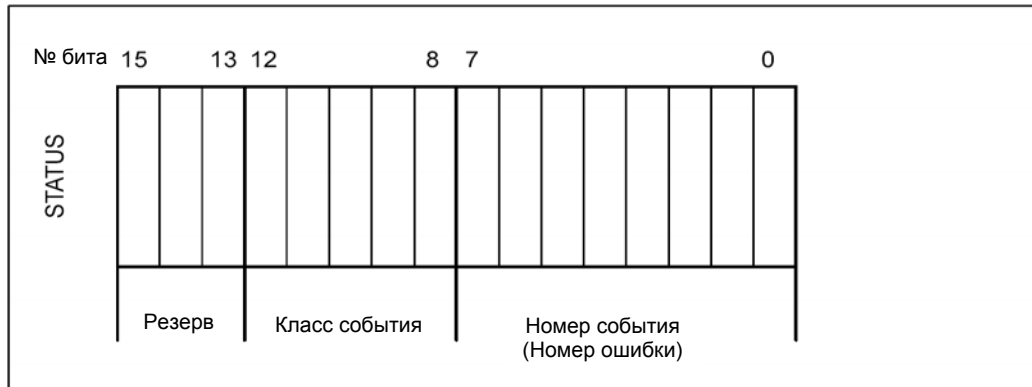 № бита 15 13 12 8 7 0
STATUS
Резерв Класс события Номер события
(Номер ошибки)